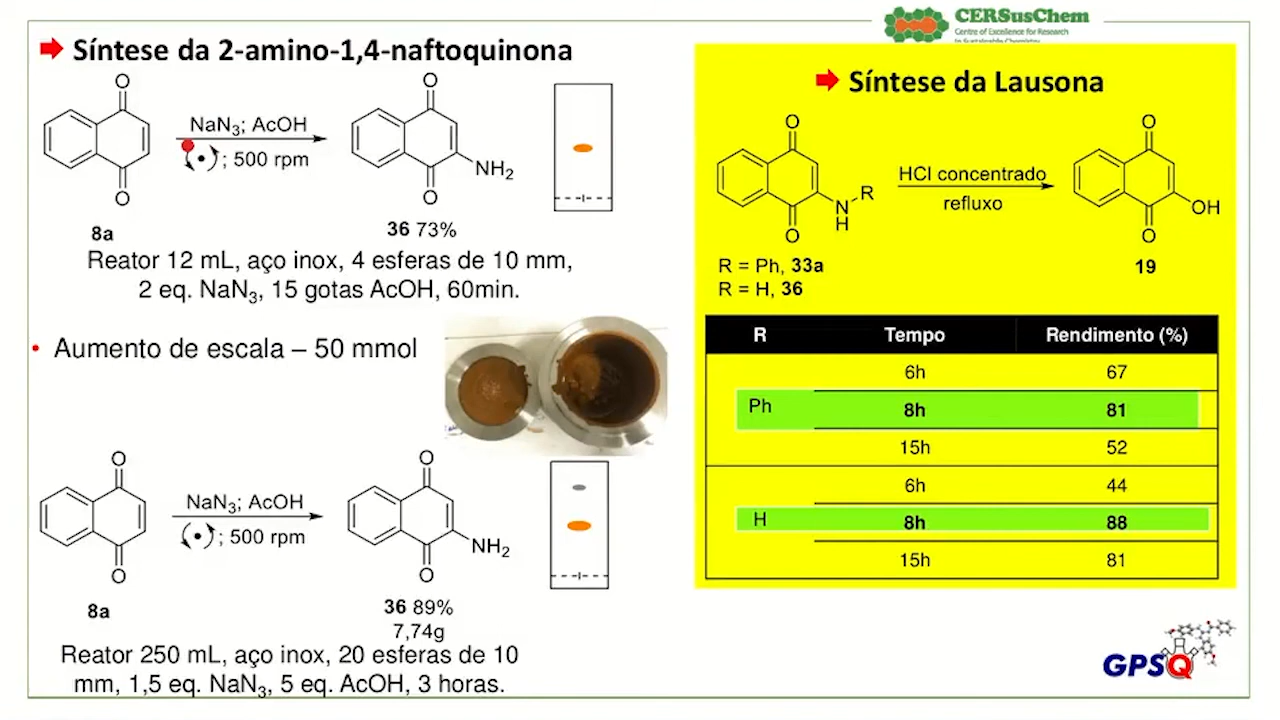 CERSusChem
Centre of Excellence for Research
in Sustainable Chemistry
Síntese da 2-amino-1,4-naftoquinona
O
O
8a
NaN₃; AcOH
; 500 rpm
O
O
NH₂
36 73%
Reator 12 mL, aço inox, 4 esferas de 10 mm,
2 eq. NaN₃, 15 gotas AcOH, 60min.
• Aumento de escala – 50 mmol
O
O
8a
NaN₃; AcOH
; 500 rpm
O
O
NH₂
36 89%
7,74g
Reator 250 mL, aço inox, 20 esferas de 10
mm, 1,5 eq. NaN₃, 5 eq. AcOH, 3 horas.
Síntese da Lausona
O
O
N
H
R
R = Ph, 33a
R = H, 36
HCl concentrado
refluxo
O
O
OH
19
R Tempo Rendimento (%)
6h 67
Ph 8h 81
15h 52
6h 44
H 8h 88
15h 81
GPSQ